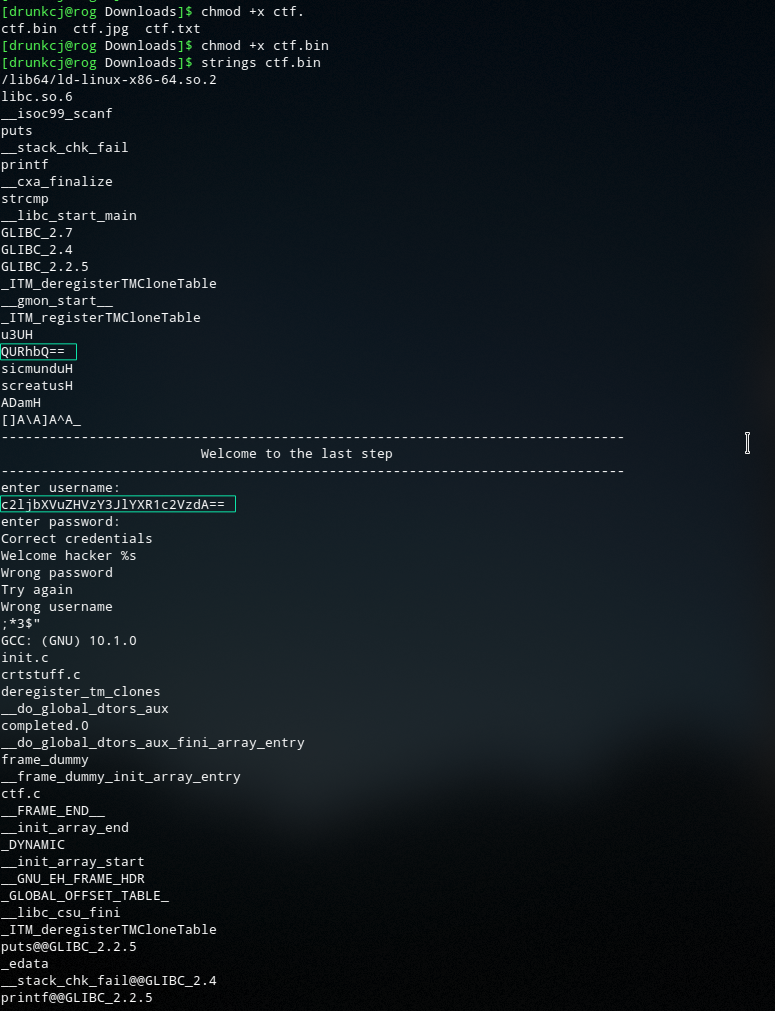 [drunkcj@rog Downloads]$ chmod +x ctf.
ctf.bin  ctf.jpg  ctf.txt
[drunkcj@rog Downloads]$ chmod +x ctf.bin
[drunkcj@rog Downloads]$ strings ctf.bin
/lib64/ld-linux-x86-64.so.2
libc.so.6
__isoc99_scanf
puts
__stack_chk_fail
printf
__cxa_finalize
strcmp
__libc_start_main
GLIBC_2.7
GLIBC_2.4
GLIBC_2.2.5
_ITM_deregisterTMCloneTable
__gmon_start__
_ITM_registerTMCloneTable
u3UH
QURhbQ==
sicmunduH
screatusH
ADamH
[]A\A]A^A_
------------------------------------------------------------------------------
                         Welcome to the last step
------------------------------------------------------------------------------
enter username:
c2ljbXVuZHVzY3JlYXR1c2VzdA==
enter password:
Correct credentials
Welcome hacker %s
Wrong password
Try again
Wrong username
;*3$"
GCC: (GNU) 10.1.0
init.c
crtstuff.c
deregister_tm_clones
__do_global_dtors_aux
completed.0
__do_global_dtors_aux_fini_array_entry
frame_dummy
__frame_dummy_init_array_entry
ctf.c
__FRAME_END__
__init_array_end
_DYNAMIC
__init_array_start
__GNU_EH_FRAME_HDR
_GLOBAL_OFFSET_TABLE_
__libc_csu_fini
_ITM_deregisterTMCloneTable
puts@@GLIBC_2.2.5
_edata
__stack_chk_fail@@GLIBC_2.4
printf@@GLIBC_2.2.5